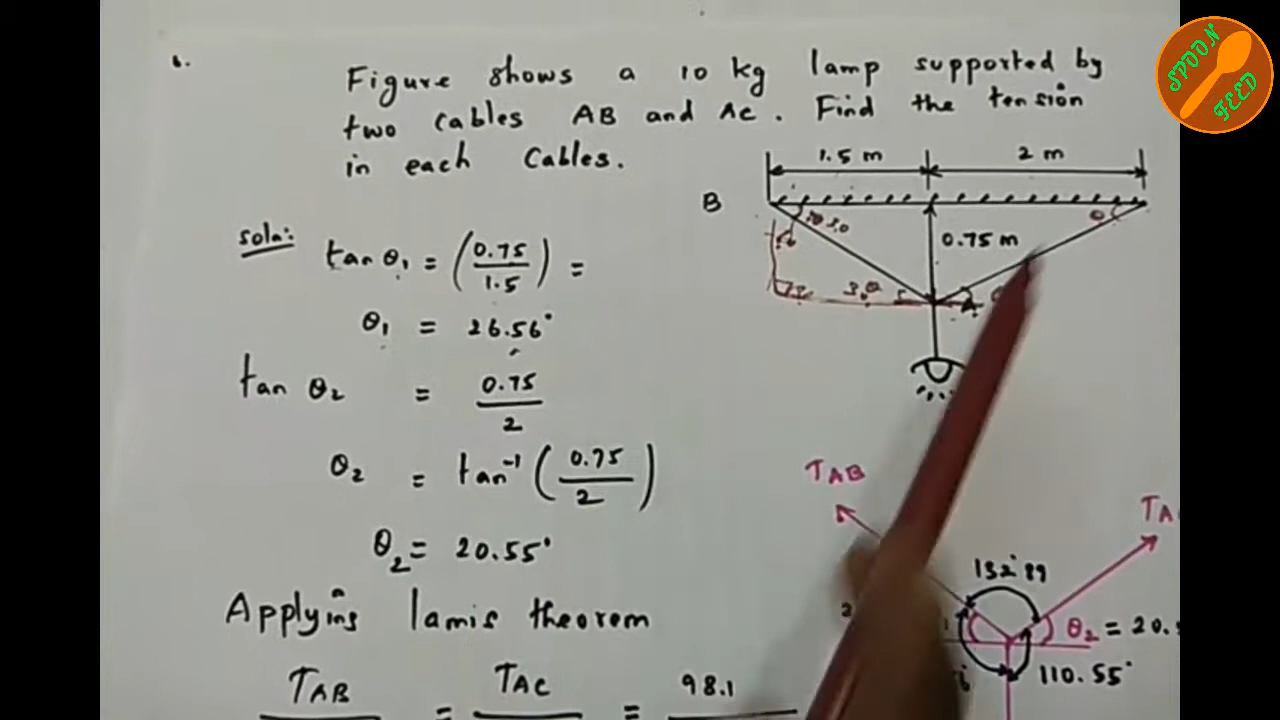 SPOON
FEED
Figure shows a 10 kg lamp supported by
two cables AB and AC. Find the tension
in each Cables.
1.5 m
2 m
B
0.75 m
Soln:
tan θ₁ = (0.75/1.5) =
θ₁ = 26.56°
tan θ₂ = 0.75/2
θ₂ = tan⁻¹ (0.75/2)
θ₂ = 20.55°
Applying lamis theorem
TAB = TAC = 98.1
TAB
132°89
θ₂ = 20.5
110.55°